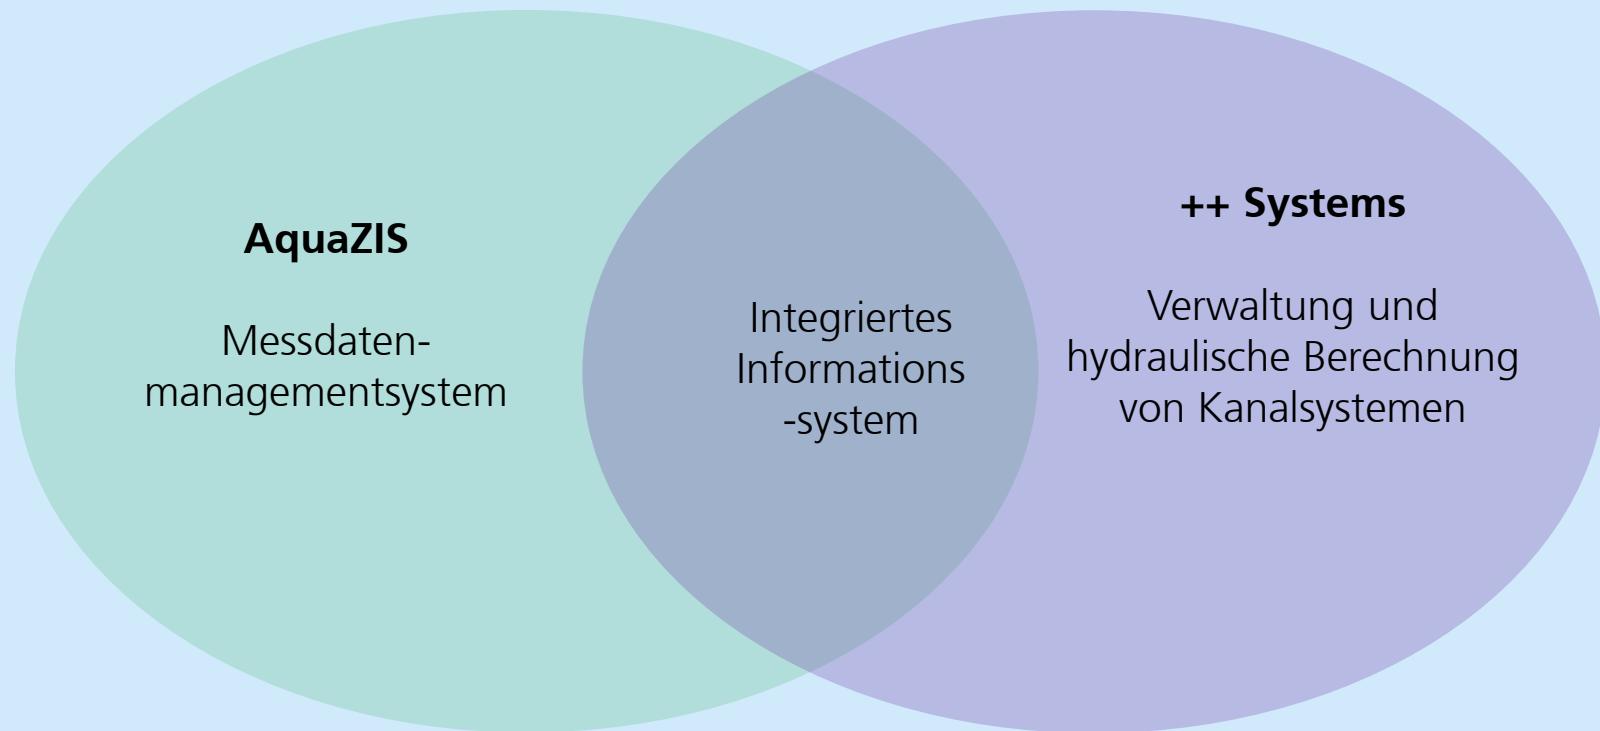 AquaZIS
Messdaten-
managementsystem
Integriertes
Informations
-system
++ Systems
Verwaltung und
hydraulische Berechnung
von Kanalsystemen